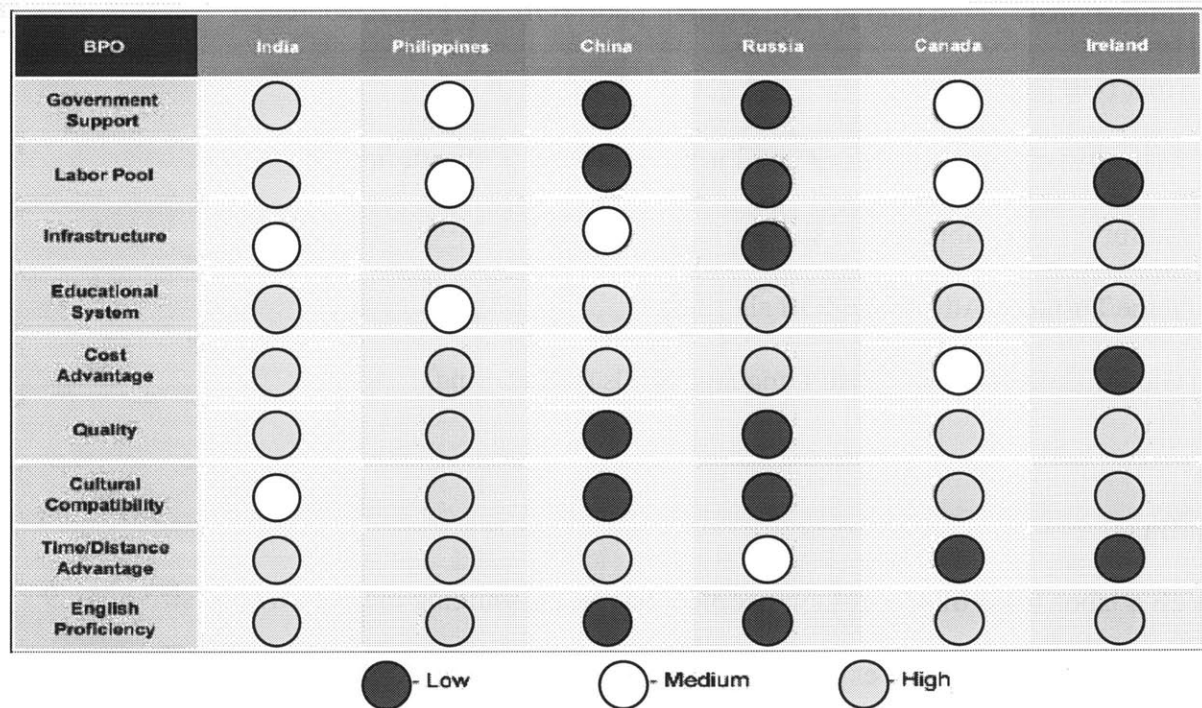 BPO India Philippines China Russia Canada Ireland
Government
Support
Labor Pool
Infrastructure
Educational
System
Cost
Advantage
Quality
Cultural
Compatibility
Time/Distance
Advantage
English
Proficiency
- Low - Medium - High